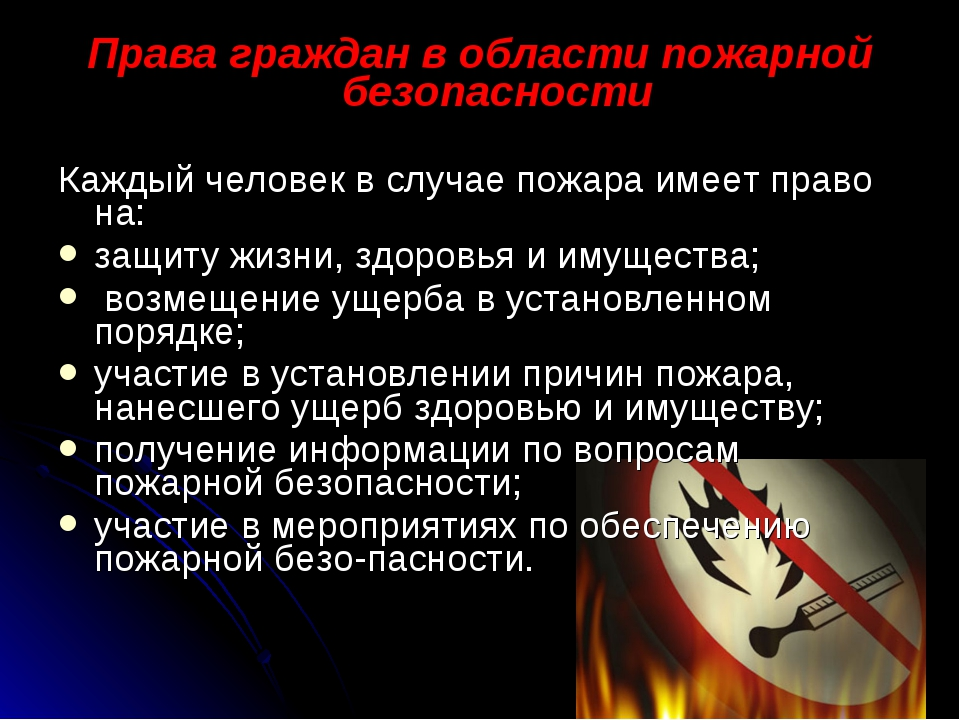 Права граждан в области пожарной
безопасности
Каждый человек в случае пожара имеет право
на:
• защиту жизни, здоровья и имущества;
• возмещение ущерба в установленном
порядке;
• участие в установлении причин пожара,
нанесшего ущерб здоровью и имуществу;
• получение информации по вопросам
пожарной безопасности;
• участие в мероприятиях по обеспечению
пожарной безо-пасности.